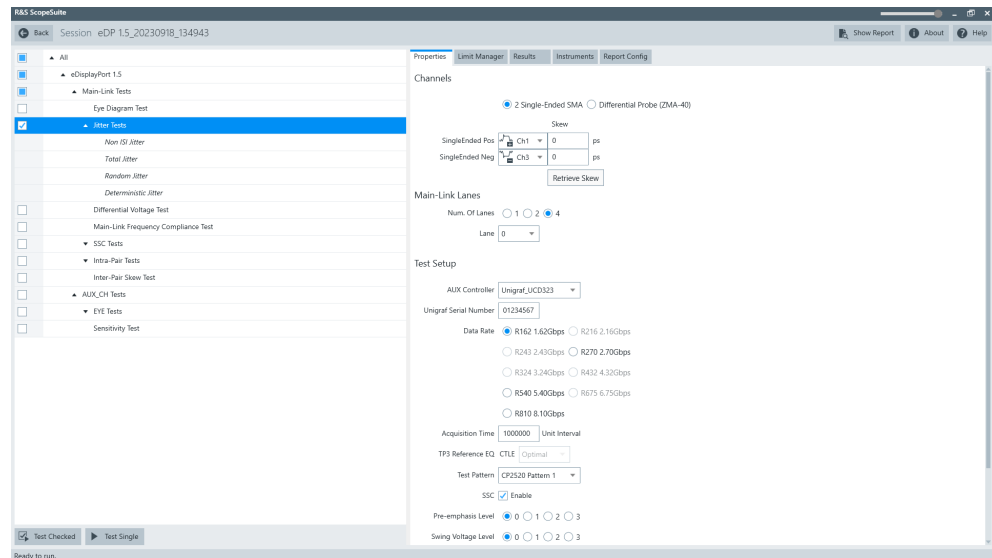 R&S ScopeSuite
Back Session eDP 1.5_20230918_134943 Show Report About Help
All
eDisplayPort 1.5
Main-Link Tests
Eye Diagram Test
Jitter Tests
Non ISI Jitter
Total Jitter
Random Jitter
Deterministic Jitter
Differential Voltage Test
Main-Link Frequency Compliance Test
SSC Tests
Intra-Pair Tests
Inter-Pair Skew Test
AUX_CH Tests
EYE Tests
Sensitivity Test
Properties Limit Manager Results Instruments Report Config
Channels
2 Single-Ended SMA Differential Probe (ZMA-40)
Skew
SingleEnded Pos Ch1 0 ps
SingleEnded Neg Ch3 0 ps
Retrieve Skew
Main-Link Lanes
Num. Of Lanes 1 2 4
Lane 0
Test Setup
AUX Controller Unigraf_UCD323
Unigraf Serial Number 01234567
Data Rate R162 1.62Gbps R216 2.16Gbps
R243 2.43Gbps R270 2.70Gbps
R324 3.24Gbps R432 4.32Gbps
R540 5.40Gbps R675 6.75Gbps
R810 8.10Gbps
Acquisition Time 1000000 Unit Interval
TP3 Reference EQ CTLE Optimal
Test Pattern CP2520 Pattern 1
SSC Enable
Pre-emphasis Level 0 1 2 3
Swing Voltage Level 0 1 2 3
Test Checked Test Single
Ready to run.